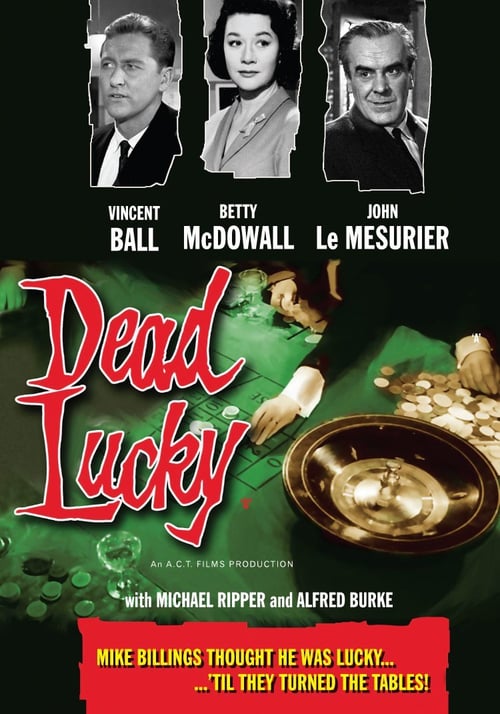 VINCENT
BALL
BETTY
McDOWALL
JOHN
Le MESURIER
Dead
Lucky
An A.C.T. FILMS PRODUCTION
with MICHAEL RIPPER and ALFRED BURKE
MIKE BILLINGS THOUGHT HE WAS LUCKY...
...'TIL THEY TURNED THE TABLES!
'A'